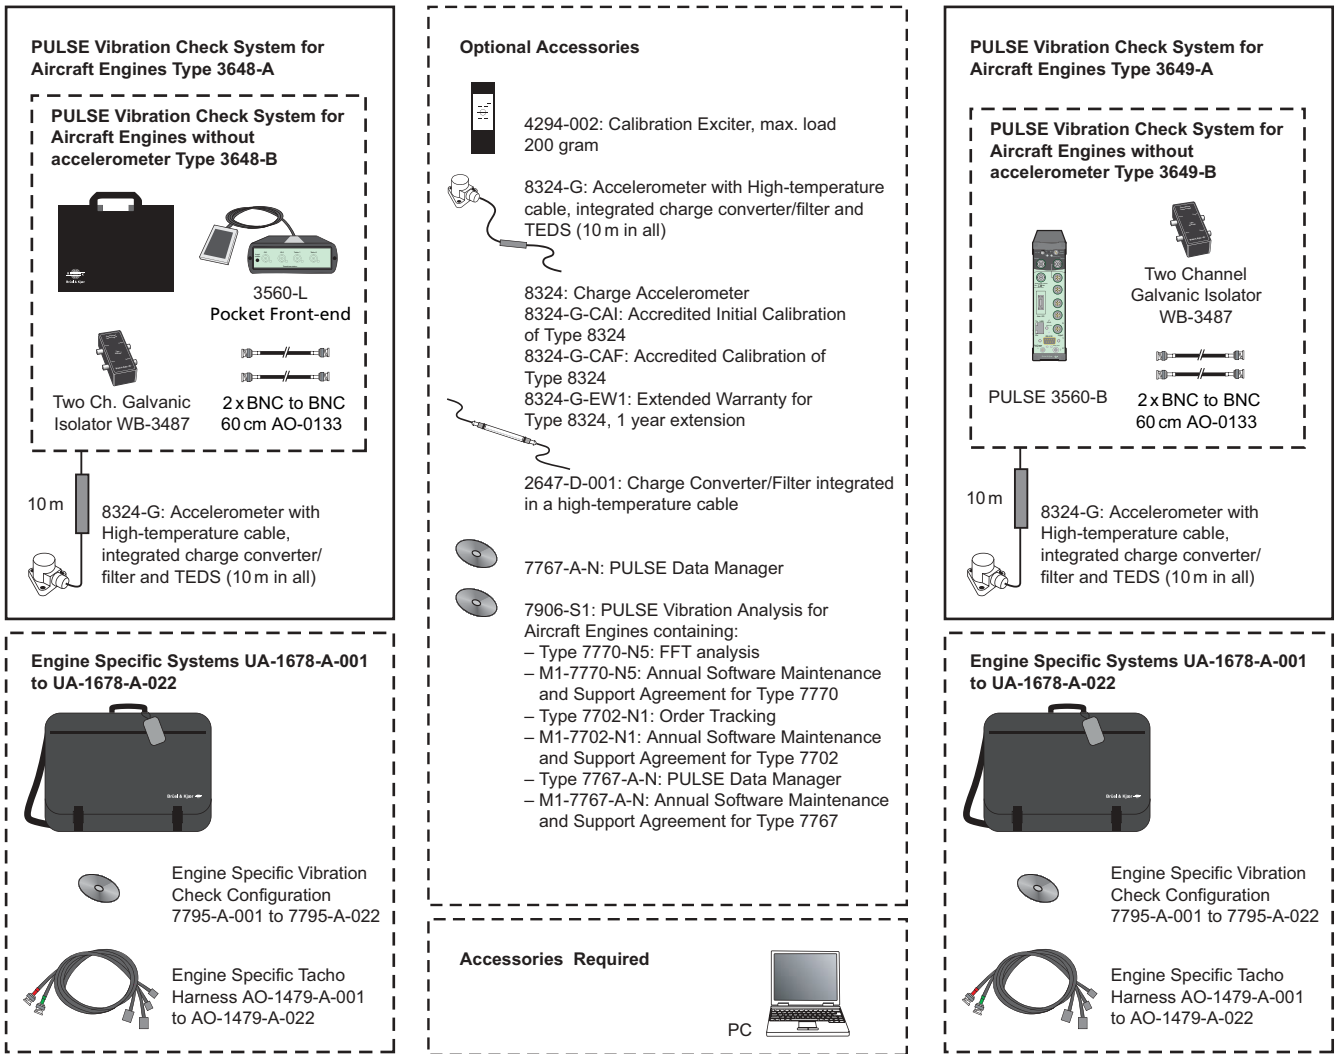 PULSE Vibration Check System for
Aircraft Engines Type 3648-A
PULSE Vibration Check System for
Aircraft Engines without
accelerometer Type 3648-B
Brüel & Kjær
3560-L
Pocket Front-end
Two Ch. Galvanic
Isolator WB-3487
2 x BNC to BNC
60 cm AO-0133
10 m
8324-G: Accelerometer with
High-temperature cable,
integrated charge converter/
filter and TEDS (10 m in all)
Engine Specific Systems UA-1678-A-001
to UA-1678-A-022
Brüel & Kjær
Engine Specific Vibration
Check Configuration
7795-A-001 to 7795-A-022
Engine Specific Tacho
Harness AO-1479-A-001
to AO-1479-A-022
Optional Accessories
4294-002: Calibration Exciter, max. load
200 gram
8324-G: Accelerometer with High-temperature
cable, integrated charge converter/filter and
TEDS (10 m in all)
8324: Charge Accelerometer
8324-G-CAI: Accredited Initial Calibration
of Type 8324
8324-G-CAF: Accredited Calibration of
Type 8324
8324-G-EW1: Extended Warranty for
Type 8324, 1 year extension
2647-D-001: Charge Converter/Filter integrated
in a high-temperature cable
7767-A-N: PULSE Data Manager
7906-S1: PULSE Vibration Analysis for
Aircraft Engines containing:
– Type 7770-N5: FFT analysis
– M1-7770-N5: Annual Software Maintenance
and Support Agreement for Type 7770
– Type 7702-N1: Order Tracking
– M1-7702-N1: Annual Software Maintenance
and Support Agreement for Type 7702
– Type 7767-A-N: PULSE Data Manager
– M1-7767-A-N: Annual Software Maintenance
and Support Agreement for Type 7767
Accessories Required
PC
PULSE Vibration Check System for
Aircraft Engines Type 3649-A
PULSE Vibration Check System for
Aircraft Engines without
accelerometer Type 3649-B
Two Channel
Galvanic Isolator
WB-3487
PULSE 3560-B
2 x BNC to BNC
60 cm AO-0133
10 m
8324-G: Accelerometer with
High-temperature cable,
integrated charge converter/
filter and TEDS (10 m in all)
Engine Specific Systems UA-1678-A-001
to UA-1678-A-022
Brüel & Kjær
Engine Specific Vibration
Check Configuration
7795-A-001 to 7795-A-022
Engine Specific Tacho
Harness AO-1479-A-001
to AO-1479-A-022